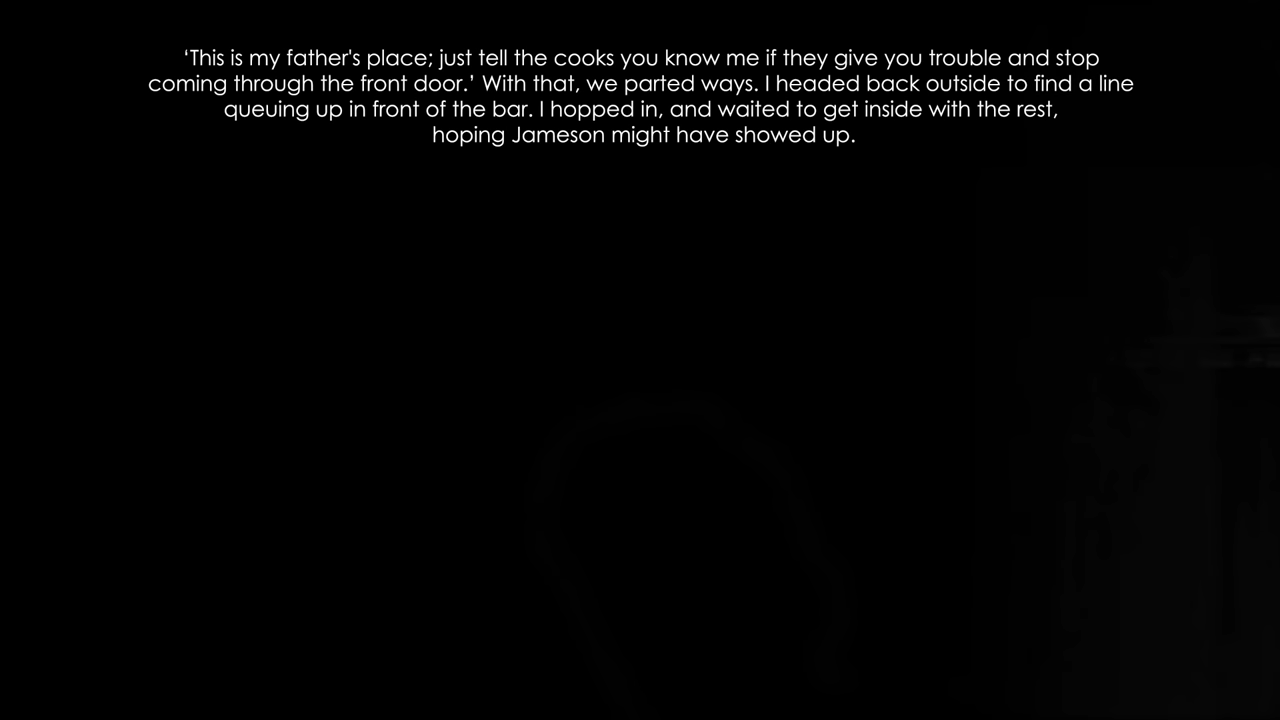 ‘This is my father's place; just tell the cooks you know me if they give you trouble and stop
coming through the front door.’ With that, we parted ways. I headed back outside to find a line
queuing up in front of the bar. I hopped in, and waited to get inside with the rest,
hoping Jameson might have showed up.